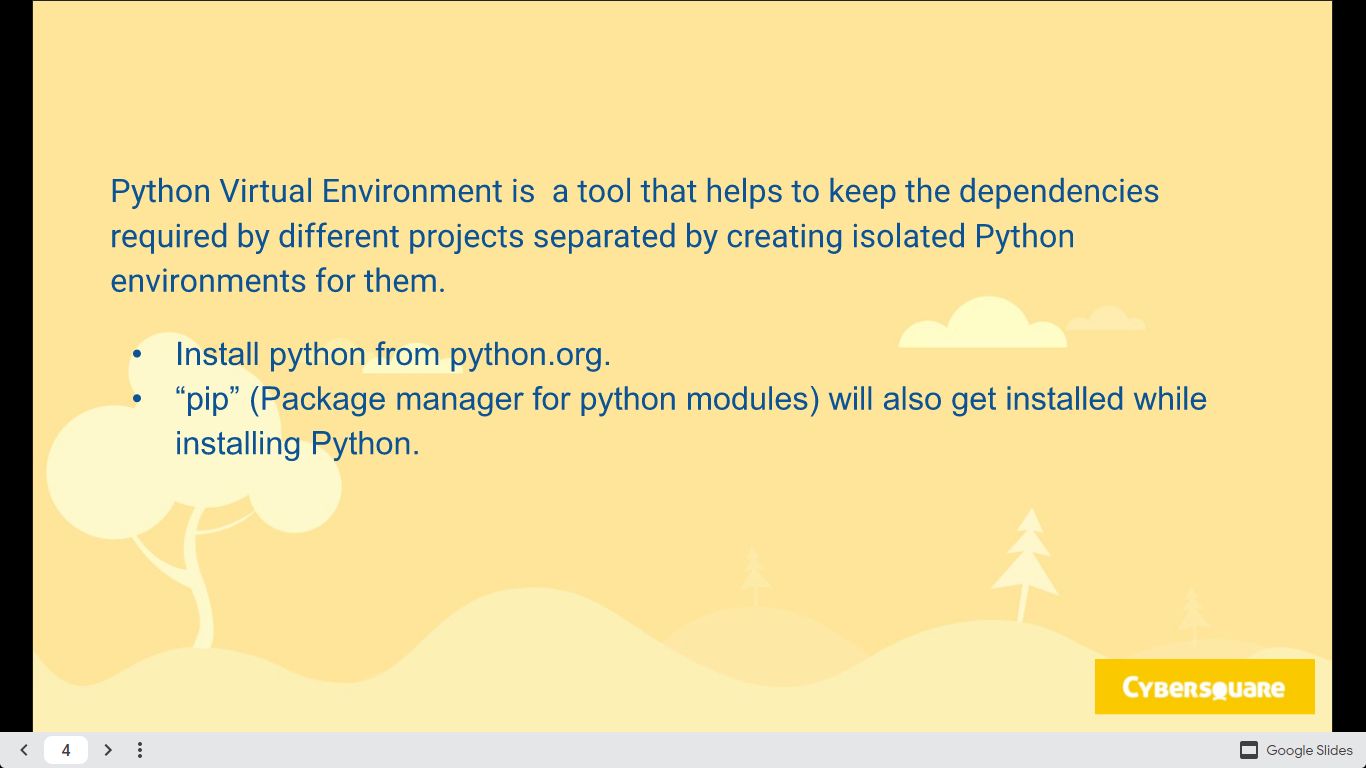 Python Virtual Environment is  a tool that helps to keep the dependencies
required by different projects separated by creating isolated Python
environments for them.
• Install python from python.org.
• “pip” (Package manager for python modules) will also get installed while
installing Python.
CYBERSQUARE
4
Google Slides